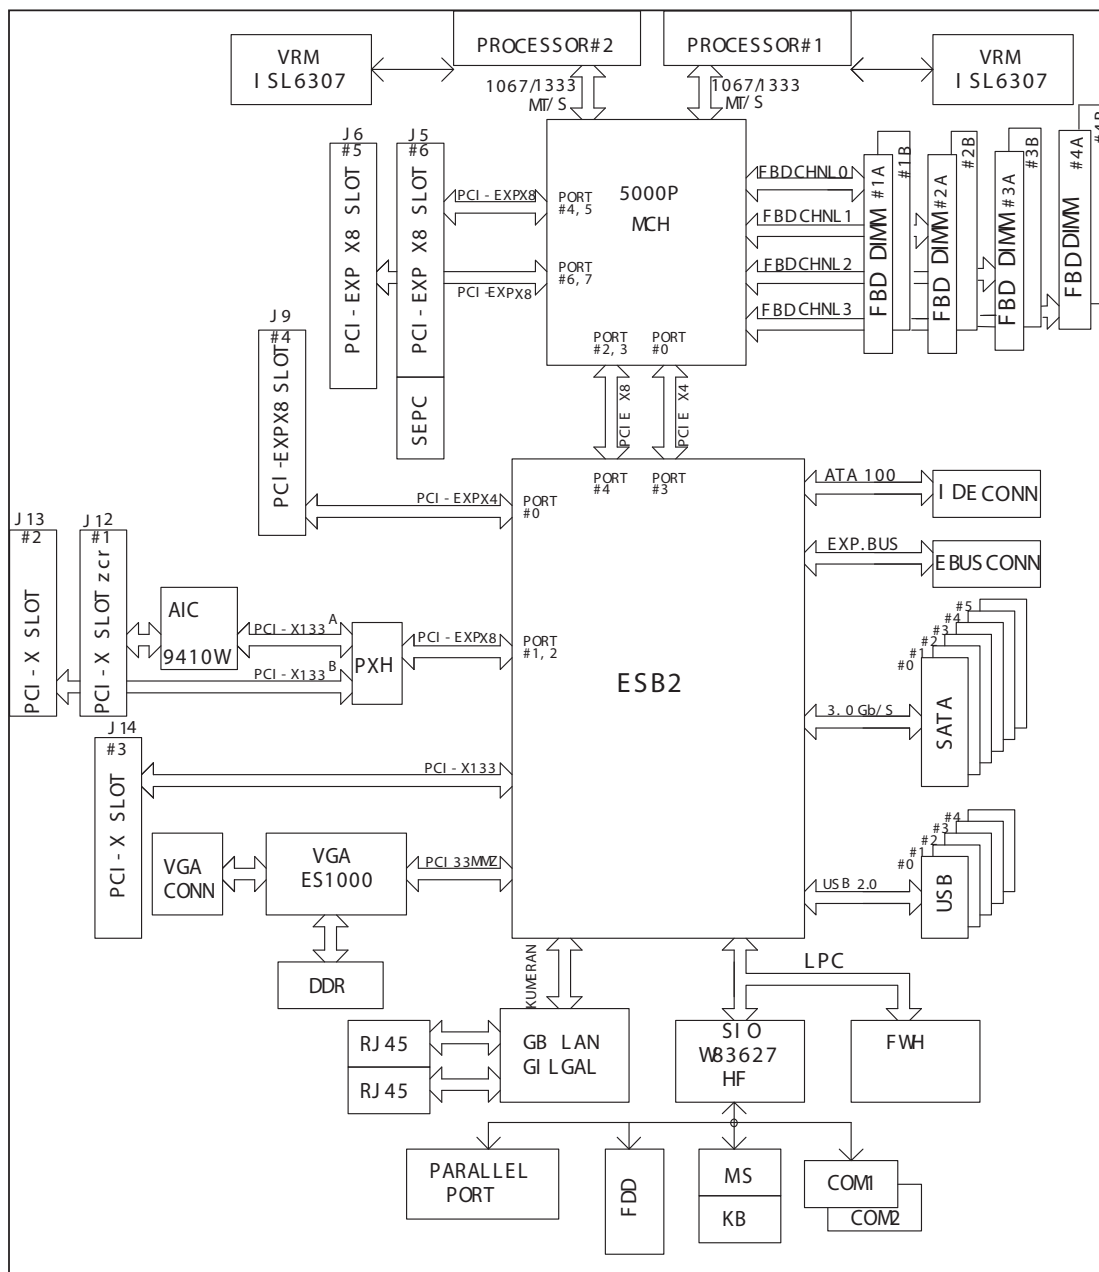 VRM
ISL6307
PROCESSOR#2
PROCESSOR#1
VRM
ISL6307
1067/1333
MT/S
1067/1333
MT/S
J6
#5
PCI-EXP X8 SLOT
J5
#6
PCI-EXP X8 SLOT
SEPC
PCI-EXPX8
PCI-EXPX8
PORT
#4,5
PORT
#6,7
5000P
MCH
PORT
#2,3
PORT
#0
FBDCHNL0
FBDCHNL1
FBDCHNL2
FBDCHNL3
FBD DIMM #1A
#1B
FBD DIMM#2A
#2B
FBD DIMM#3A
#3B
FBD DIMM #4A
#4B
J9
#4
PCI-EXPX8 SLOT
PCIE X8
PCIE X4
PORT
#4
PORT
#3
PCI-EXPX4
PORT
#0
ATA 100
IDE CONN
EXP.BUS
EBUS CONN
J13
#2
PCI-X SLOT
J12
#1
PCI-X SLOT zcr
AIC
9410W
PCI-X133 A
PCI-X133 B
PXH
PCI-EXPX8
PORT
#1,2
ESB2
#5
#4
#3
#2
#1
#0
SATA
3.0Gb/S
J14
#3
PCI-X SLOT
PCI-X133
VGA
CONN
VGA
ES1000
PCI33MMZ
DDR
#4
#3
#2
#1
#0
USB
USB 2.0
KUMERAN
LPC
RJ45
RJ45
GB LAN
GILGAL
SIO
W83627
HF
FWH
PARALLEL
PORT
FDD
MS
KB
COM1
COM2